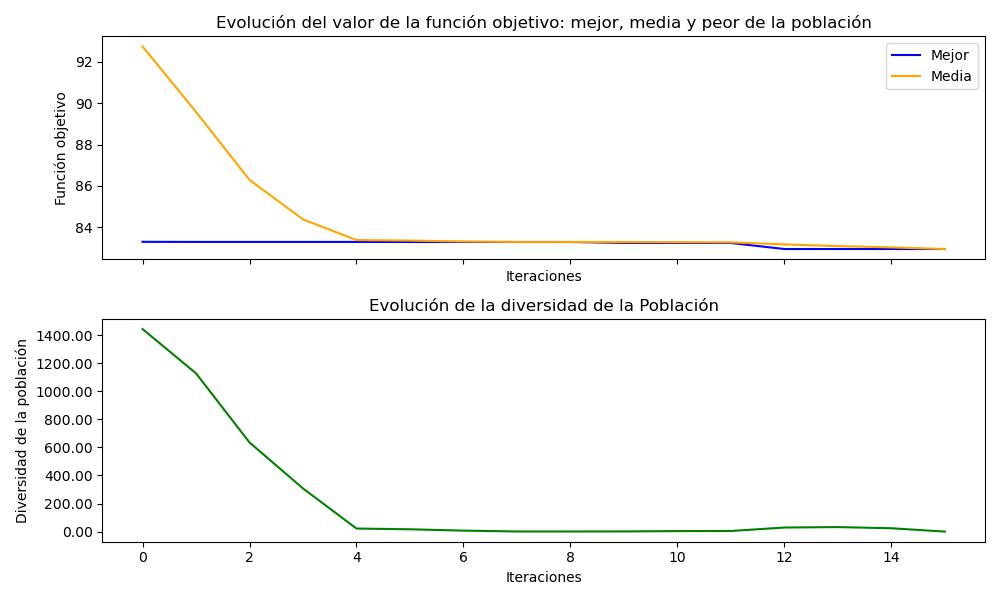 Evolución del valor de la función objetivo: mejor, media y peor de la población
Función objetivo
92
90
88
86
84
Mejor
Media
Iteraciones
Evolución de la diversidad de la Población
Diversidad de la población
1400.00
1200.00
1000.00
800.00
600.00
400.00
200.00
0.00
0 2 4 6 8 10 12 14
Iteraciones